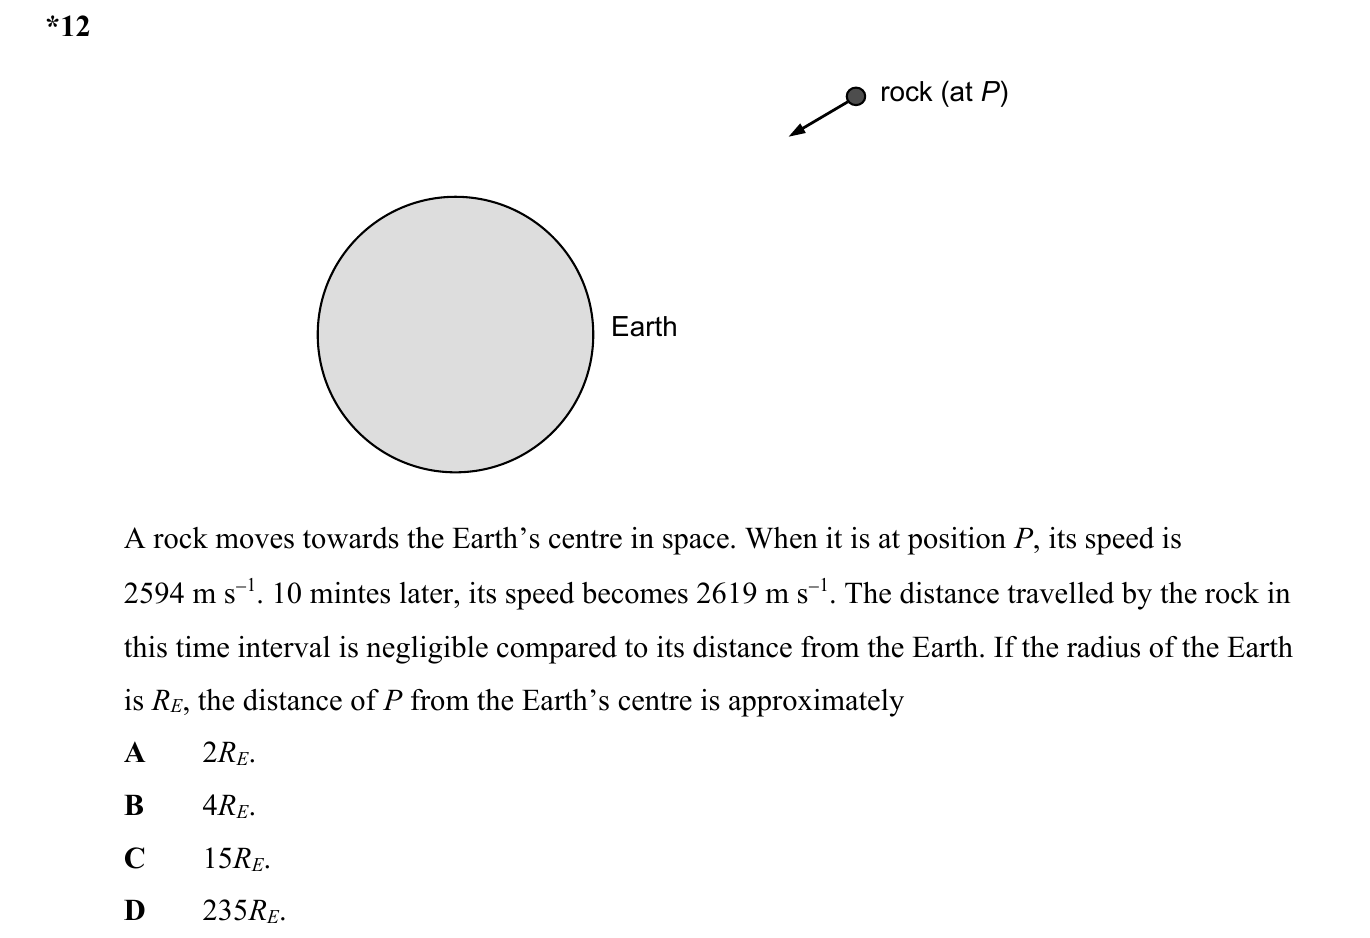 *12
rock (at P)
Earth
A rock moves towards the Earth’s centre in space. When it is at position P, its speed is
2594 m s⁻¹. 10 mintes later, its speed becomes 2619 m s⁻¹. The distance travelled by the rock in
this time interval is negligible compared to its distance from the Earth. If the radius of the Earth
is R_E, the distance of P from the Earth’s centre is approximately
A 2R_E.
B 4R_E.
C 15R_E.
D 235R_E.